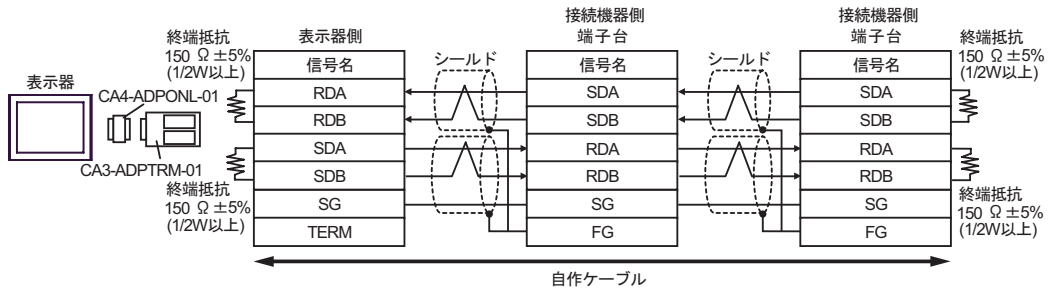 表示器
CA4-ADPONL-01
CA3-ADPTRM-01
終端抵抗
150 Ω ±5%
(1/2W以上)
終端抵抗
150 Ω ±5%
(1/2W以上)
表示器側
信号名
RDA
RDB
SDA
SDB
SG
TERM
シールド
接続機器側
端子台
信号名
SDA
SDB
RDA
RDB
SG
FG
シールド
接続機器側
端子台
信号名
SDA
SDB
RDA
RDB
SG
FG
終端抵抗
150 Ω ±5%
(1/2W以上)
終端抵抗
150 Ω ±5%
(1/2W以上)
自作ケーブル